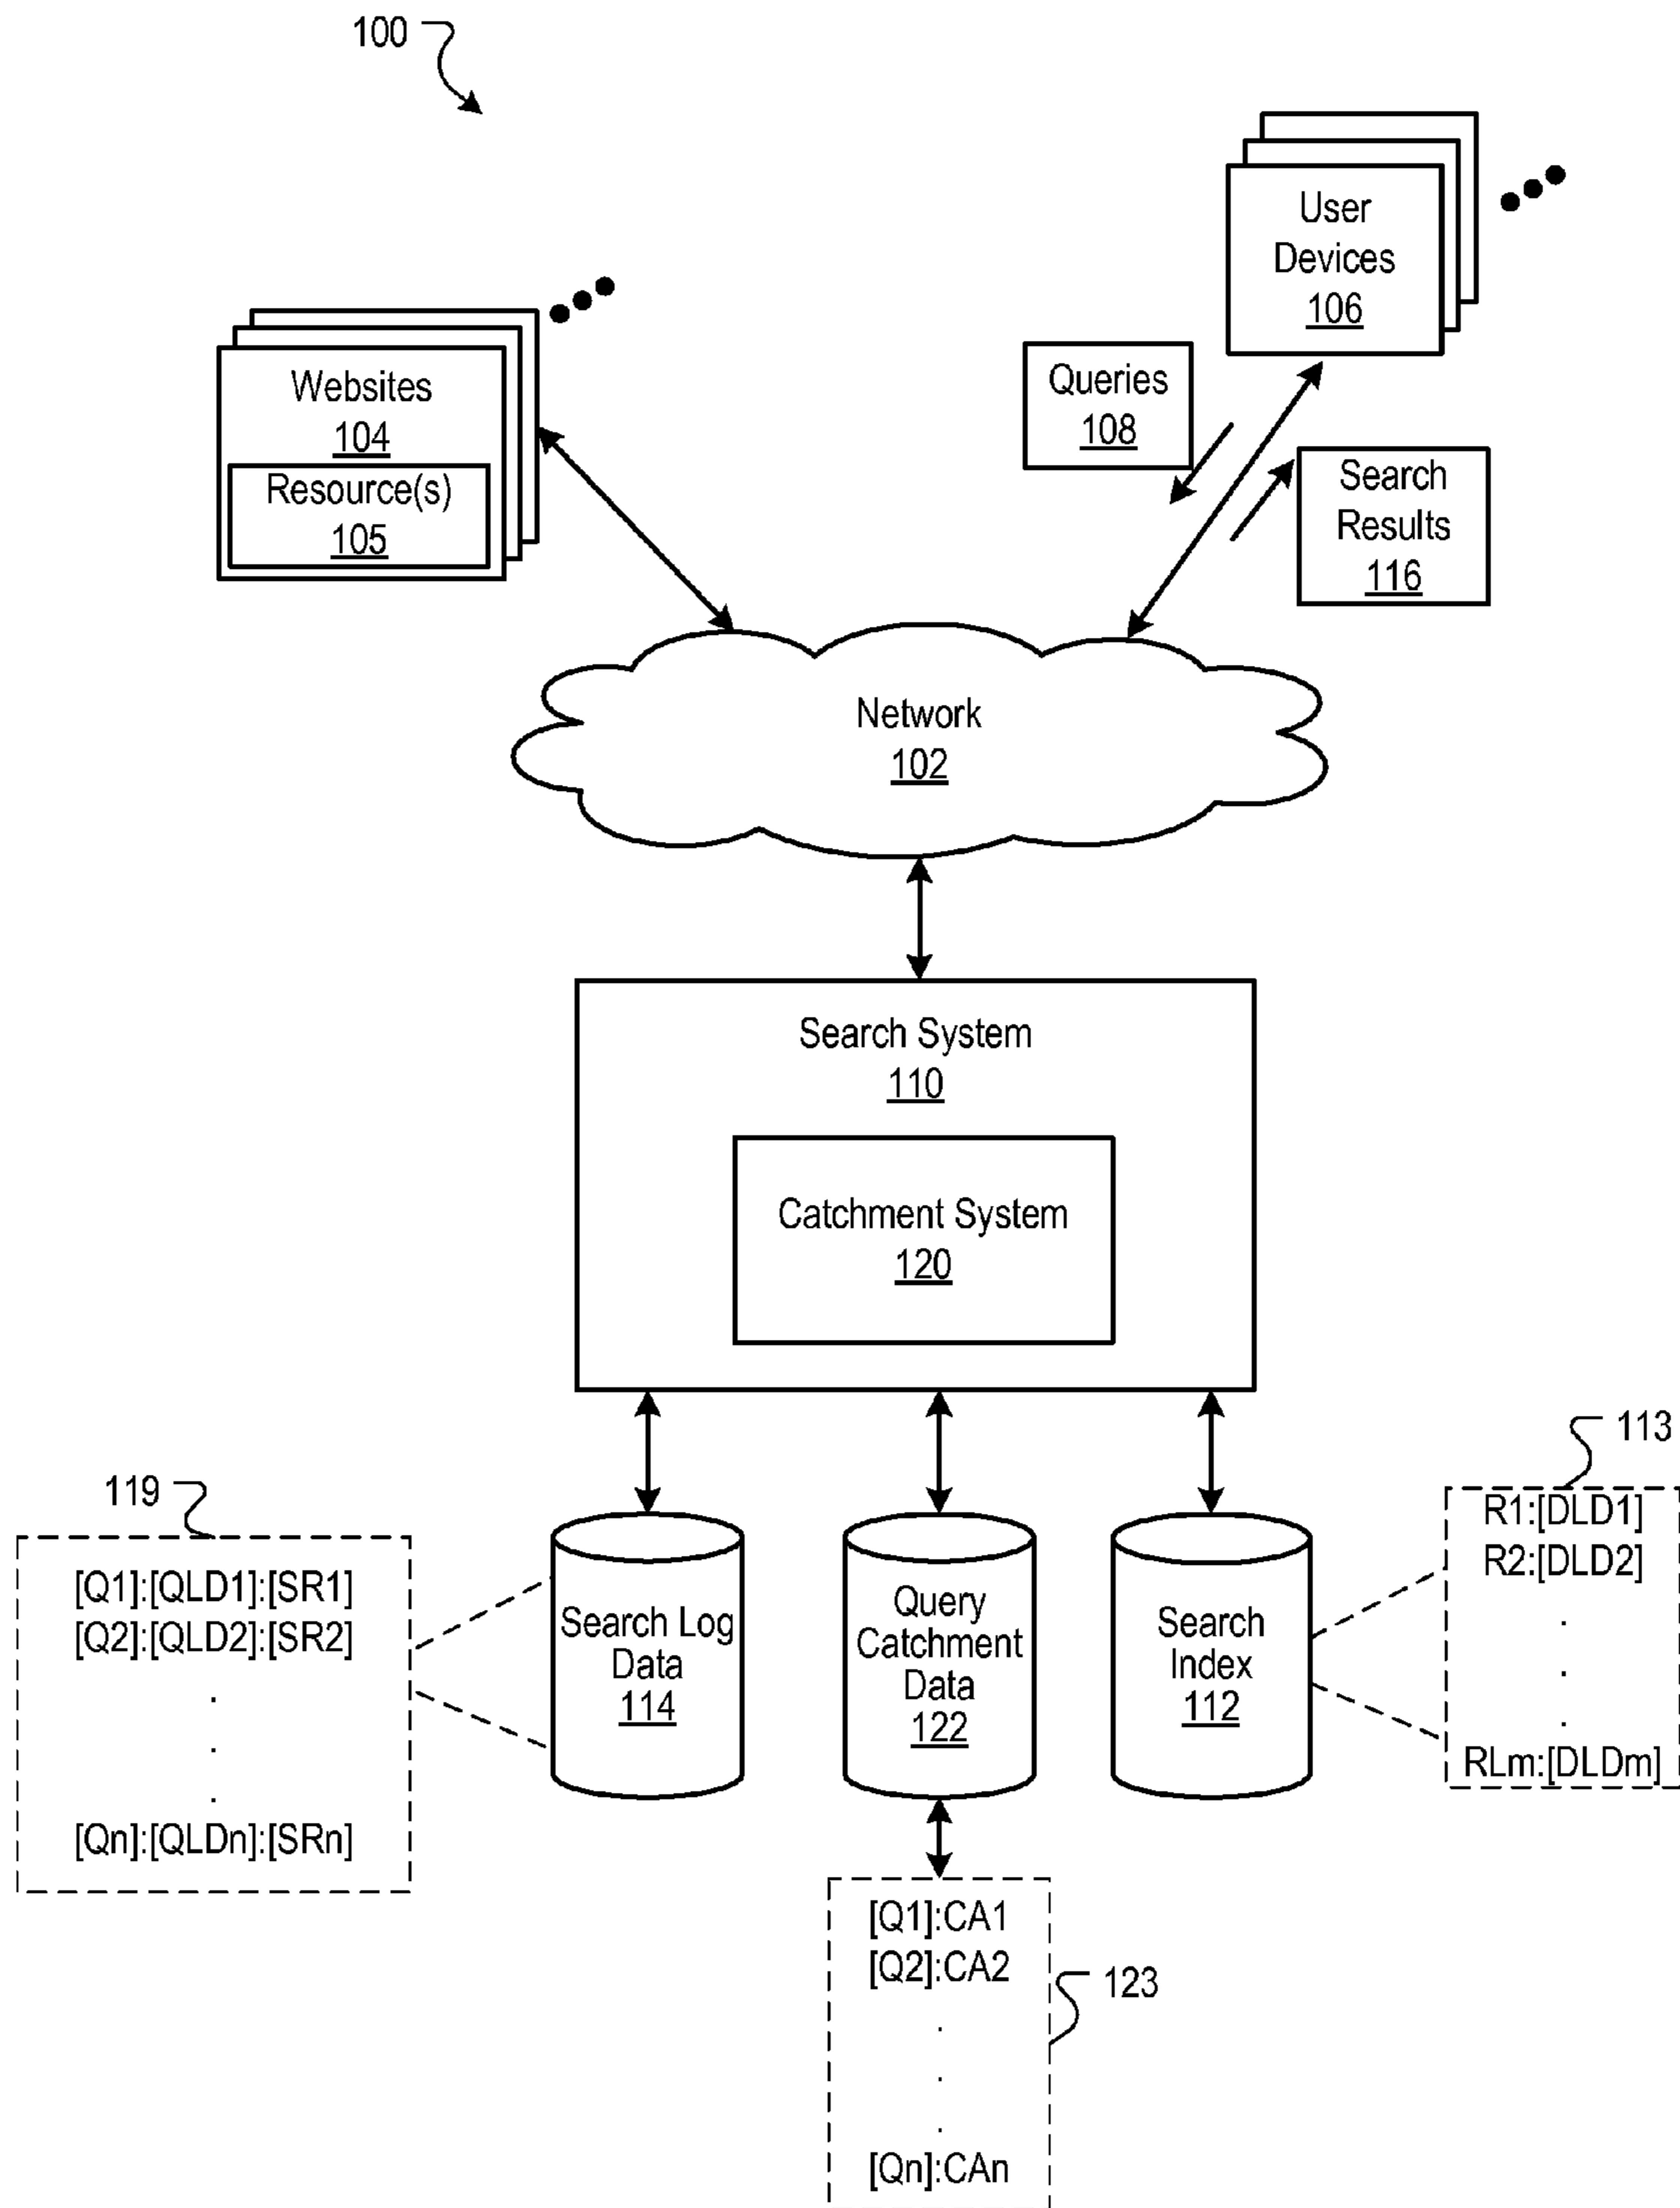 100
User
Devices
106
Websites
104
Resource(s)
105
Queries
108
Search
Results
116
Network
102
Search System
110
Catchment System
120
119
[Q1]:[QLD1]:[SR1]
[Q2]:[QLD2]:[SR2]
.
.
.
[Qn]:[QLDn]:[SRn]
Search Log
Data
114
Query
Catchment
Data
122
Search
Index
112
113
R1:[DLD1]
R2:[DLD2]
.
.
.
RLm:[DLDm]
[Q1]:CA1
[Q2]:CA2
.
.
.
[Qn]:CAn
123